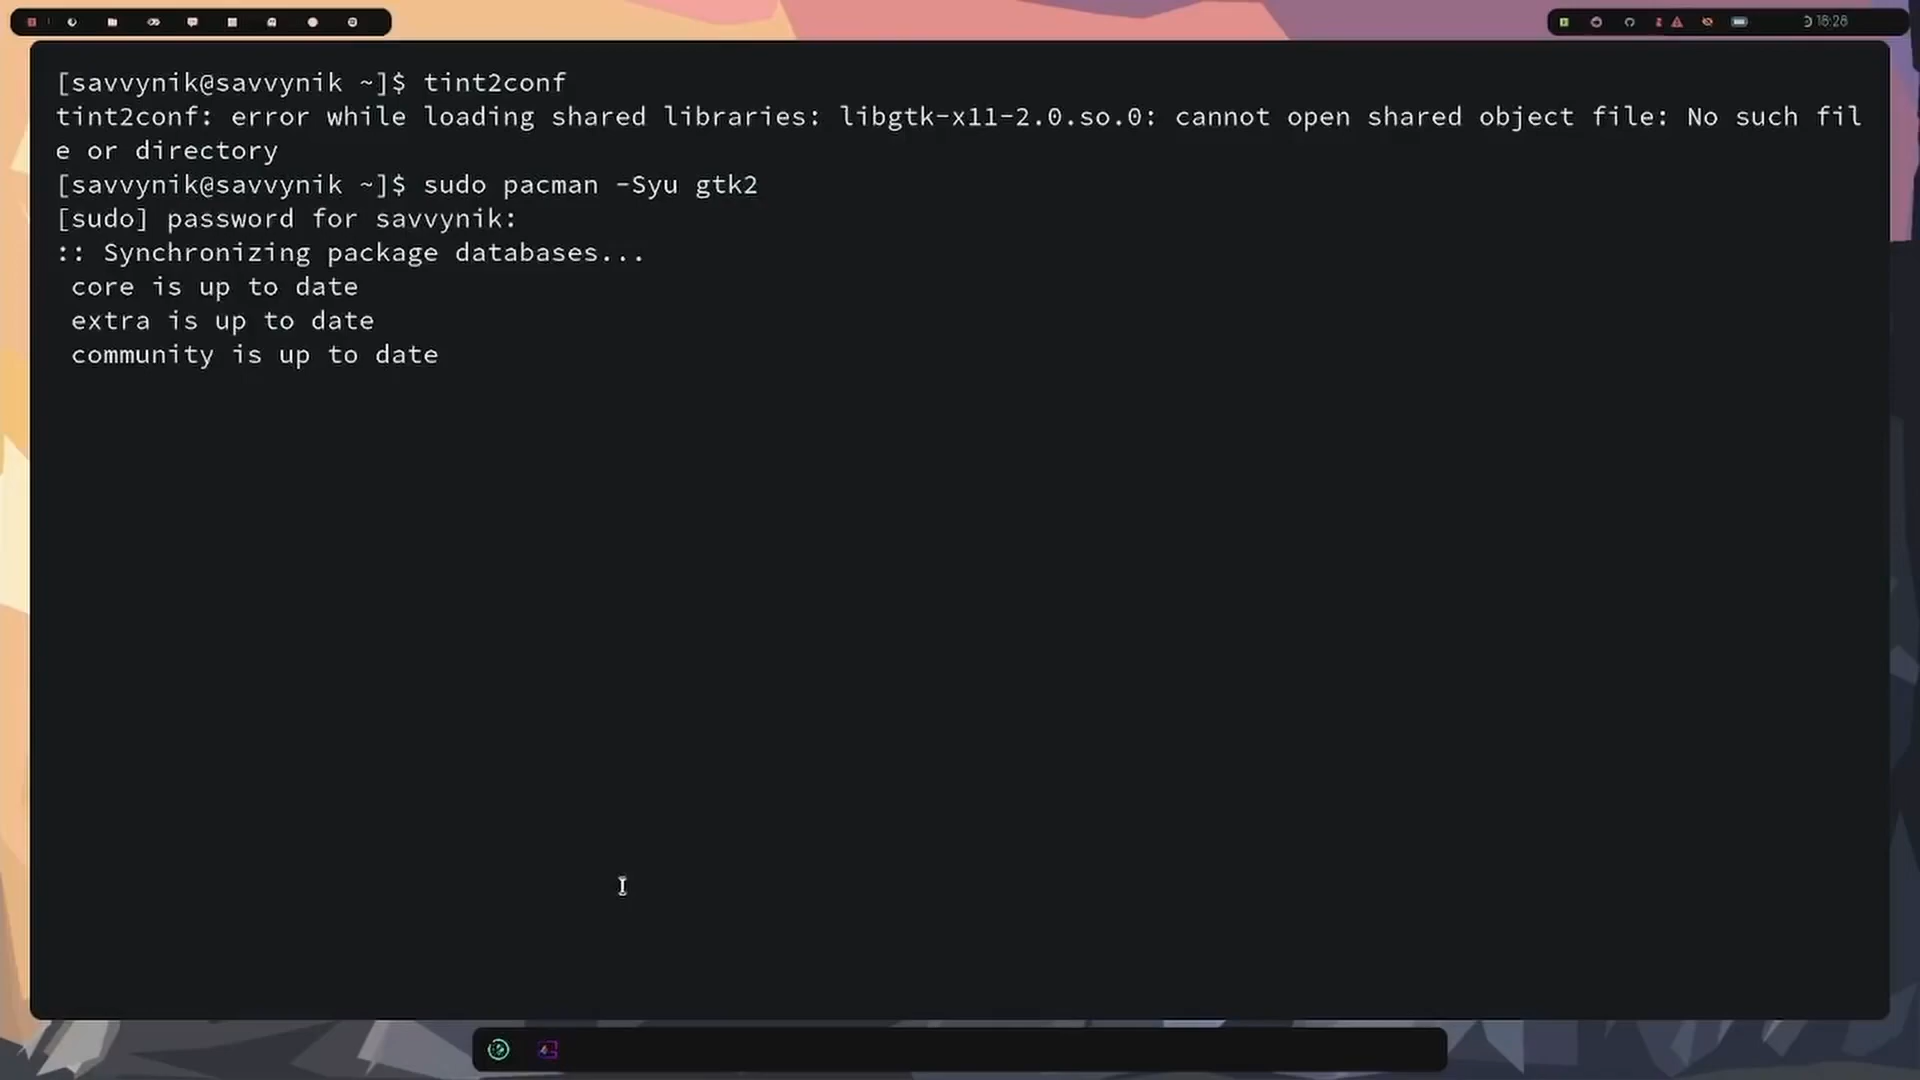 18:28
[savvynik@savvynik ~]$ tint2conf
tint2conf: error while loading shared libraries: libgtk-x11-2.0.so.0: cannot open shared object file: No such fil
e or directory
[savvynik@savvynik ~]$ sudo pacman -Syu gtk2
[sudo] password for savvynik:
:: Synchronizing package databases...
 core is up to date
 extra is up to date
 community is up to date